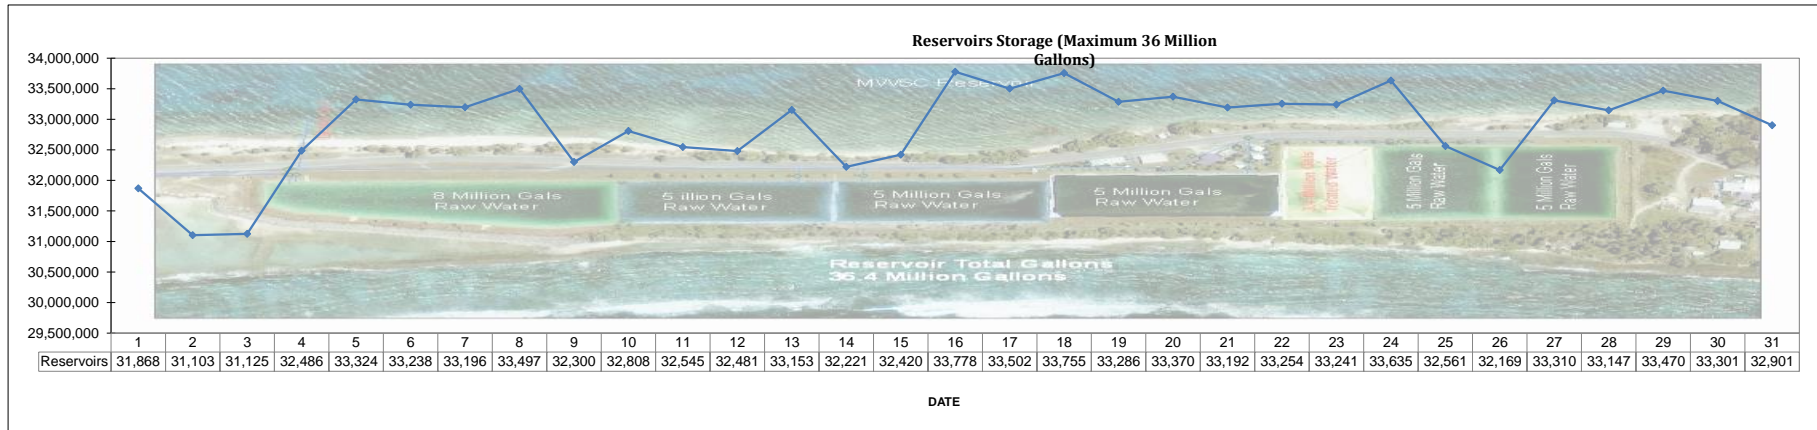 Reservoirs Storage (Maximum 36 Million
Gallons)
34,000,000
33,500,000
33,000,000
32,500,000
32,000,000
31,500,000
31,000,000
30,500,000
30,000,000
29,500,000
8 Million Gals
Raw Water
5 illion Gals
Raw Water
5 Million Gals
Raw Water
5 Million Gals
Raw Water
Treated Water
5 Million Gals
Raw Water
5 Million Gals
Raw Water
Reservoir Total Gallons
36.4 Million Gallons
1 2 3 4 5 6 7 8 9 10 11 12 13 14 15 16 17 18 19 20 21 22 23 24 25 26 27 28 29 30 31
Reservoirs 31,868 31,103 31,125 32,486 33,324 33,238 33,196 33,497 32,300 32,808 32,545 32,481 33,153 32,221 32,420 33,778 33,502 33,755 33,286 33,370 33,192 33,254 33,241 33,635 32,561 32,169 33,310 33,147 33,470 33,301 32,901
DATE